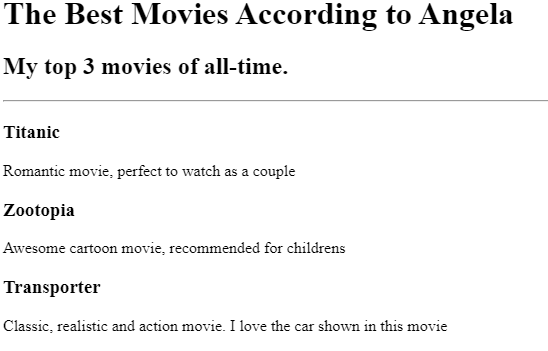 The Best Movies According to Angela
My top 3 movies of all-time.
Titanic
Romantic movie, perfect to watch as a couple
Zootopia
Awesome cartoon movie, recommended for childrens
Transporter
Classic, realistic and action movie. I love the car shown in this movie